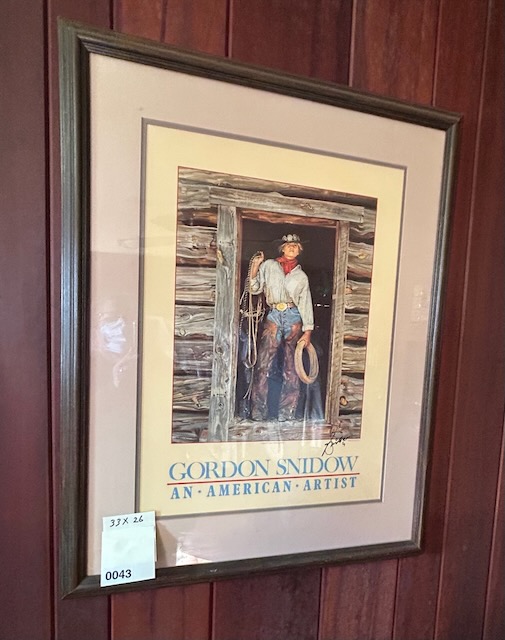 GORDON SNIDOW
AN • AMERICAN • ARTIST
33 X 26
0043